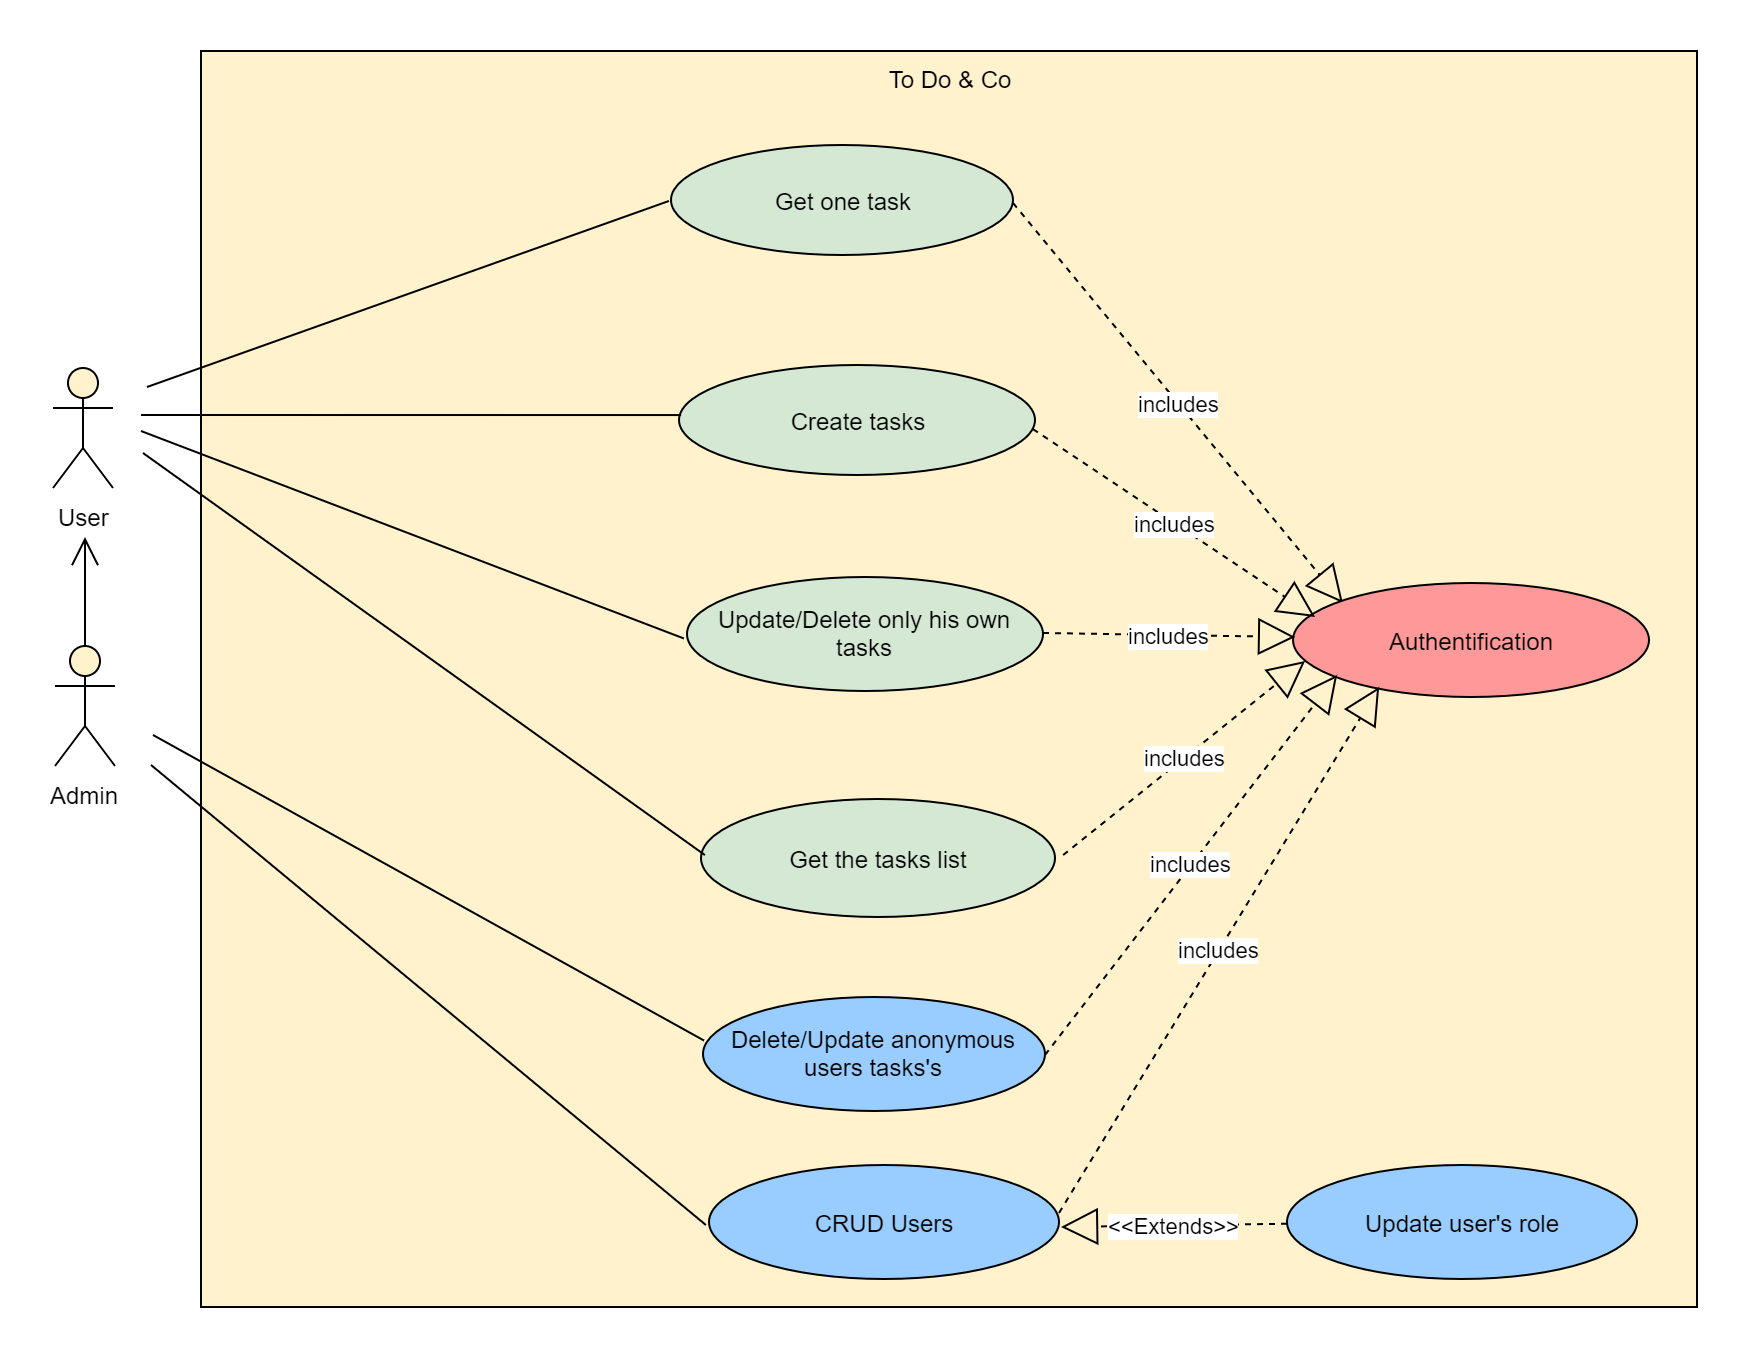 To Do & Co
Get one task
includes
Create tasks
includes
User
Update/Delete only his own
tasks
includes
Authentification
Admin
includes
Get the tasks list
includes
includes
Delete/Update anonymous
users tasks's
CRUD Users
<<Extends>>
Update user's role